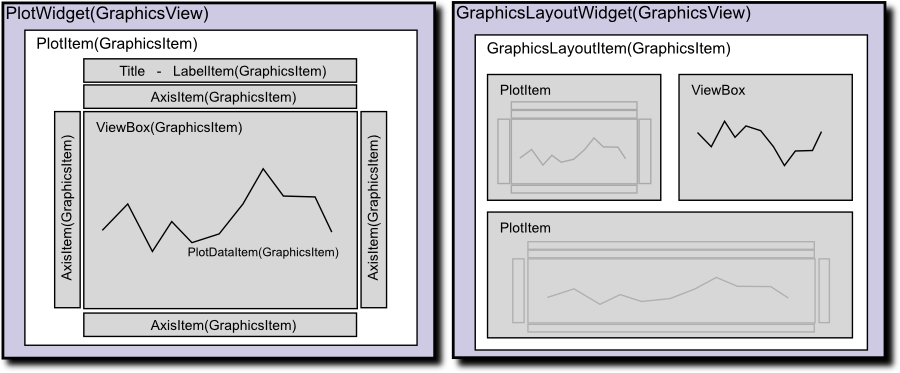 PlotWidget(GraphicsView)
PlotItem(GraphicsItem)
Title - LabelItem(GraphicsItem)
AxisItem(GraphicsItem)
AxisItem(GraphicsItem)
ViewBox(GraphicsItem)
PlotDataItem(GraphicsItem)
AxisItem(GraphicsItem)
AxisItem(GraphicsItem)
GraphicsLayoutWidget(GraphicsView)
GraphicsLayoutItem(GraphicsItem)
PlotItem
ViewBox
PlotItem